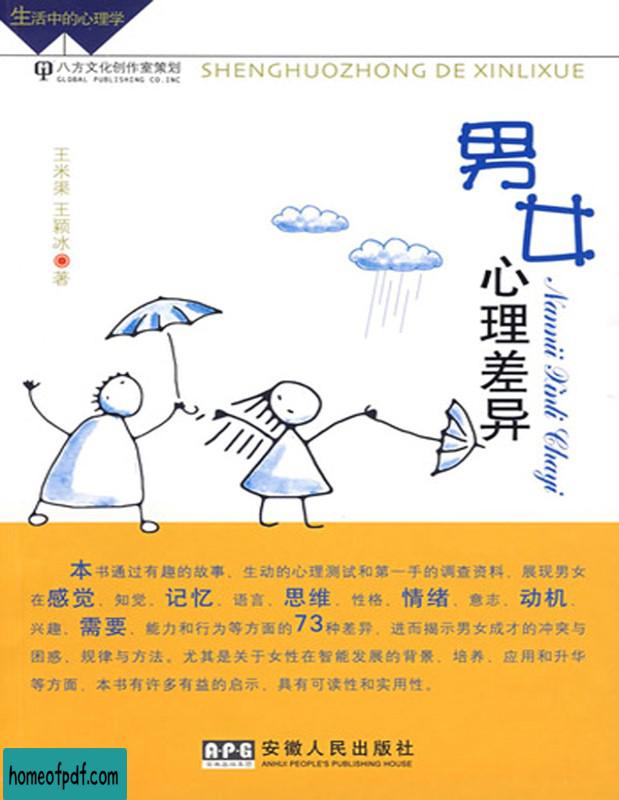 生活中的心理学
八方文化创作室策划
GLOBAL PUBLISHING CO.INC
SHENGHUOZHONG DE XINLIXUE
男女
心理差异
Nannü Xinli Chayi
王米渠 王颖冰 著
本书通过有趣的故事、生动的心理测试和第一手的调查资料，展现男女
在感觉、知觉、记忆、语言、思维、性格、情绪、意志、动机、
兴趣、需要、能力和行为等方面的73种差异，进而揭示男女成才的冲突与
困惑、规律与方法。尤其是关于女性在智能发展的背景、培养、应用和升华
等方面，本书有许多有益的启示，具有可读性和实用性。
A·P·G
安徽人民出版社
ANHUI PEOPLE'S PUBLISHING HOUSE
homeofpdf.com